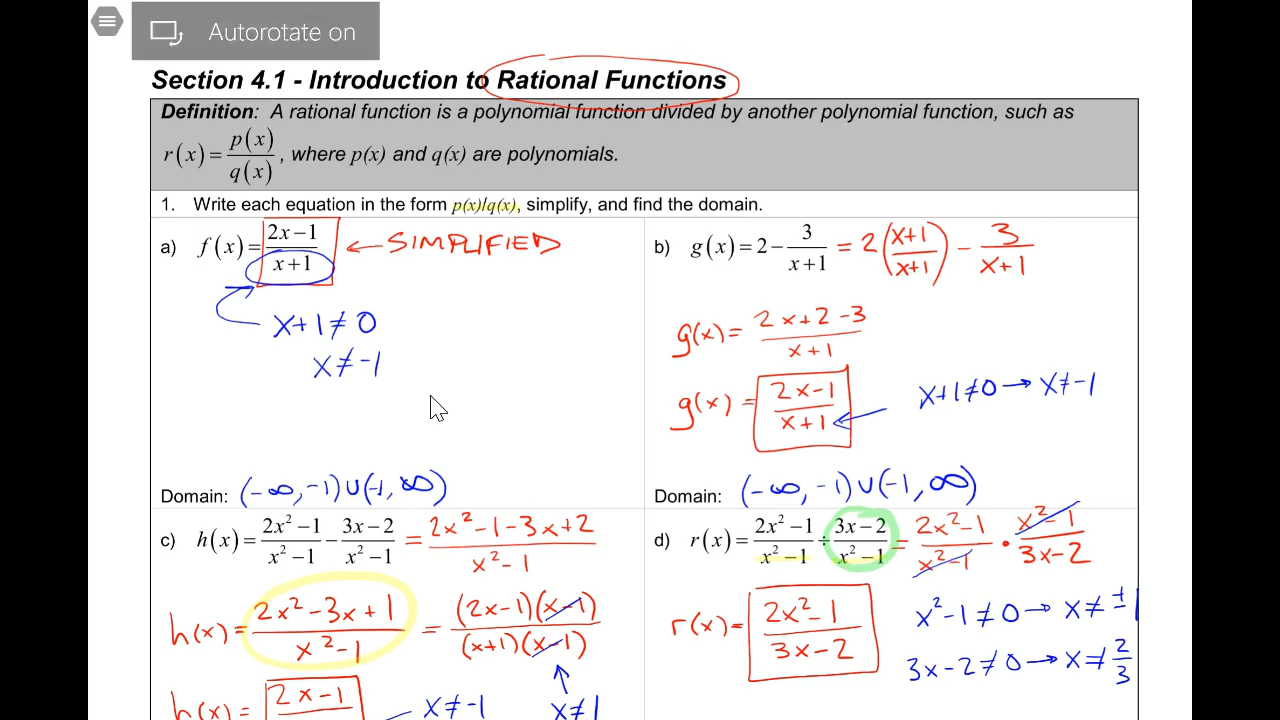 Autorotate on
Section 4.1 - Introduction to Rational Functions
Definition: A rational function is a polynomial function divided by another polynomial function, such as
r(x) = p(x)/q(x), where p(x) and q(x) are polynomials.
1. Write each equation in the form p(x)/q(x), simplify, and find the domain.
a) f(x) = (2x − 1)/(x + 1) ← SIMPLIFIED
x+1 ≠ 0
x ≠ -1
Domain: (-∞, -1) ∪ (-1, ∞)
b) g(x) = 2 − 3/(x + 1) = 2((x+1)/(x+1)) − 3/(x+1)
g(x) = (2x+2-3)/(x+1)
g(x) = (2x-1)/(x+1)
x+1 ≠ 0 → x ≠ -1
Domain: (-∞, -1) ∪ (-1, ∞)
c) h(x) = (2x² − 1)/(x² − 1) − (3x − 2)/(x² − 1) = (2x² - 1 - 3x + 2)/(x² - 1)
h(x) = (2x² - 3x + 1)/(x² - 1) = (2x-1)(x-1)/(x+1)(x-1)
h(x) = 2x-1
x ≠ -1
x ≠ 1
d) r(x) = (2x² − 1)/(x² − 1) ÷ (3x − 2)/(x² − 1) = (2x² - 1)/(x² - 1) • (x² - 1)/(3x - 2)
r(x) = (2x² - 1)/(3x - 2)
x² - 1 ≠ 0 → x ≠ ±1
3x - 2 ≠ 0 → x ≠ 2/3